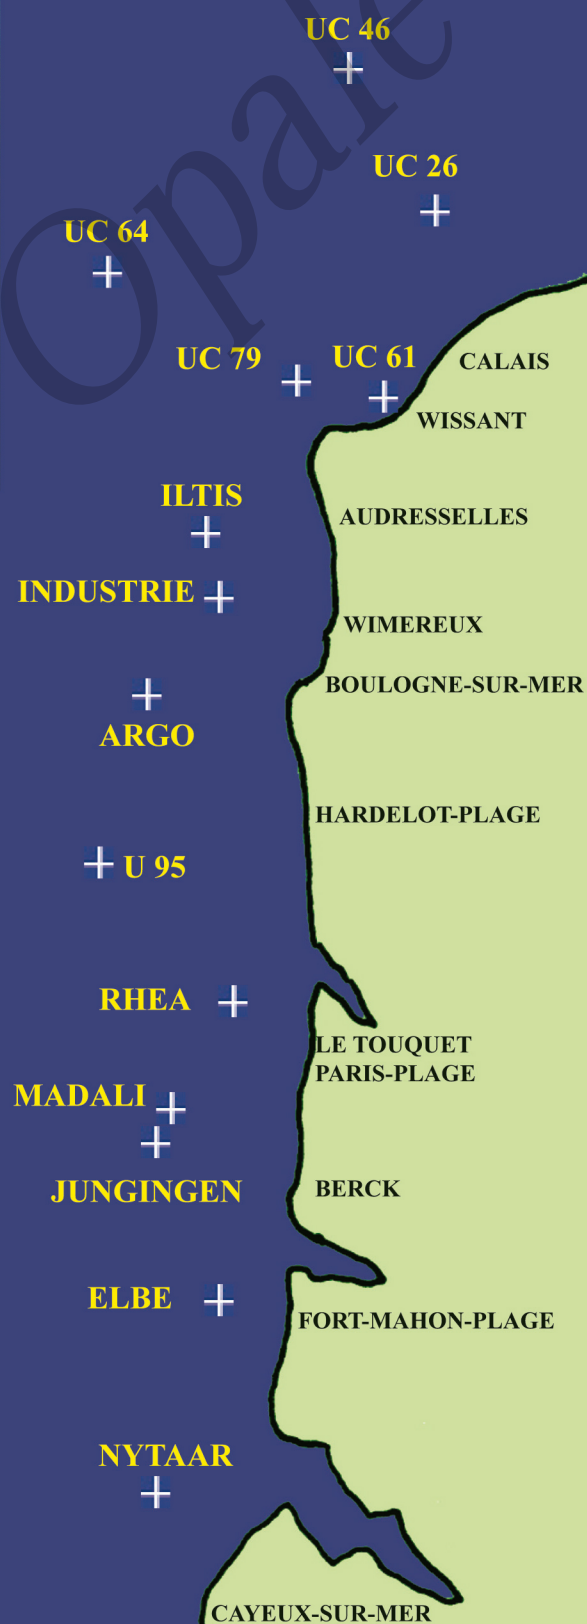 UC 46
UC 26
UC 64
Opale
UC 79
UC 61
CALAIS
WISSANT
ILTIS
AUDRESSELLES
INDUSTRIE
WIMEREUX
BOULOGNE-SUR-MER
ARGO
HARDELOT-PLAGE
U 95
RHEA
LE TOUQUET
PARIS-PLAGE
MADALI
JUNGINGEN
BERCK
ELBE
FORT-MAHON-PLAGE
NYTAAR
CAYEUX-SUR-MER